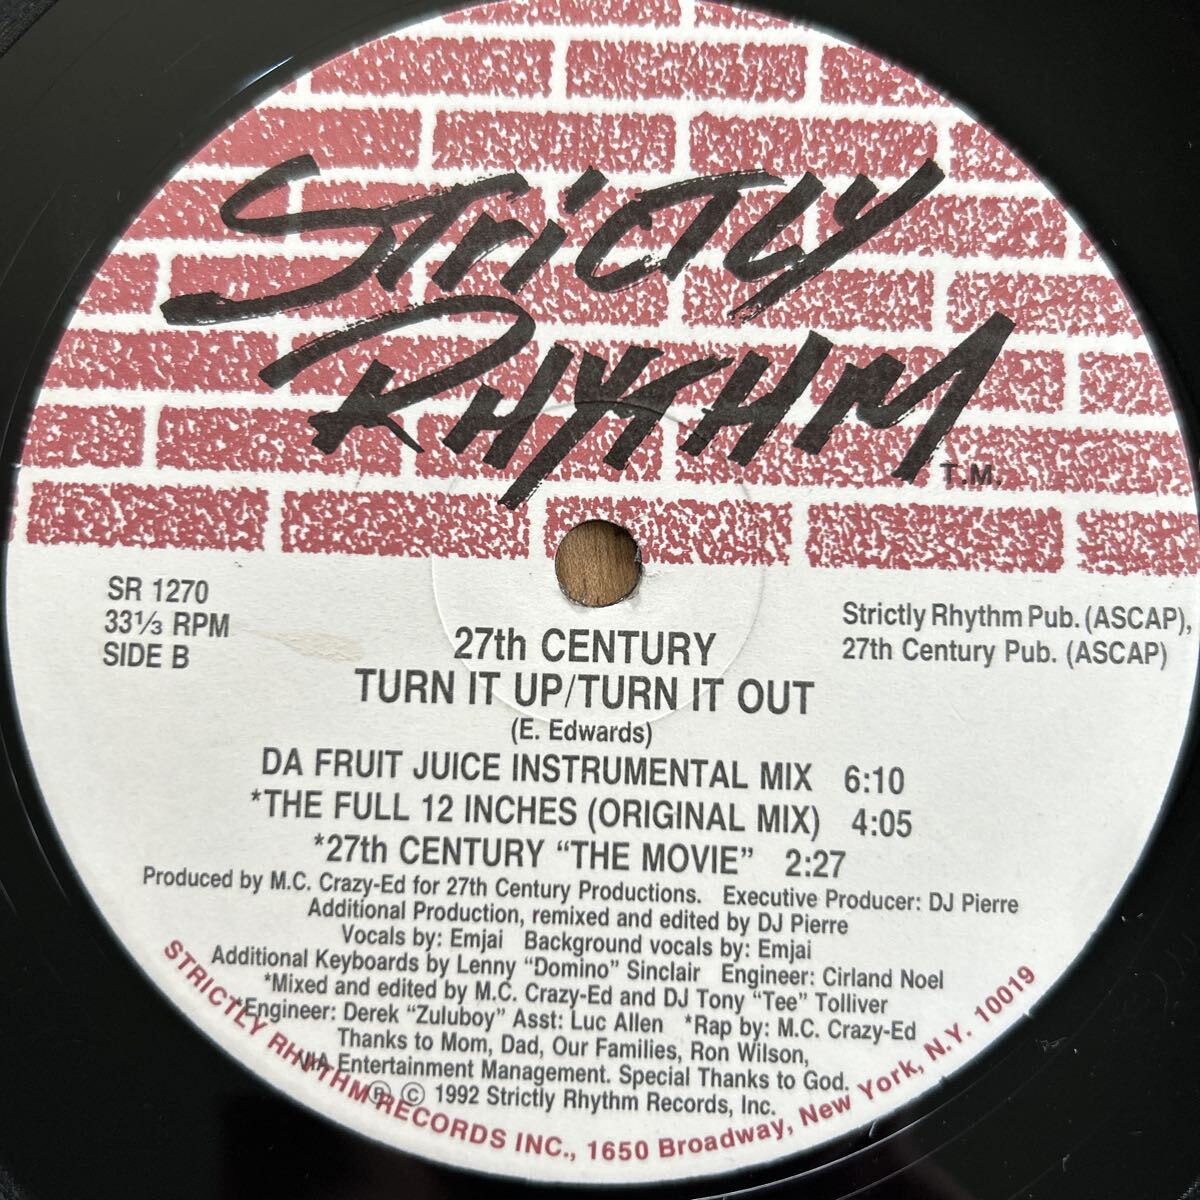 Strictly
Rhythm
T.M.
SR 1270
33⅓ RPM
SIDE B
Strictly Rhythm Pub. (ASCAP),
27th Century Pub. (ASCAP)
27th CENTURY
TURN IT UP/TURN IT OUT
(E. Edwards)
DA FRUIT JUICE INSTRUMENTAL MIX 6:10
*THE FULL 12 INCHES (ORIGINAL MIX) 4:05
*27th CENTURY “THE MOVIE” 2:27
Produced by M.C. Crazy-Ed for 27th Century Productions. Executive Producer: DJ Pierre
Additional Production, remixed and edited by DJ Pierre
Vocals by: Emjai Background vocals by: Emjai
Additional Keyboards by Lenny “Domino” Sinclair Engineer: Cirland Noel
*Mixed and edited by M.C. Crazy-Ed and DJ Tony “Tee” Tolliver
*Engineer: Derek “Zuluboy” Asst: Luc Allen *Rap by: M.C. Crazy-Ed
Thanks to Mom, Dad, Our Families, Ron Wilson,
Entertainment Management. Special Thanks to God.
℗ © 1992 Strictly Rhythm Records, Inc.
STRICTLY RHYTHM RECORDS INC., 1650 Broadway, New York, N.Y. 10019